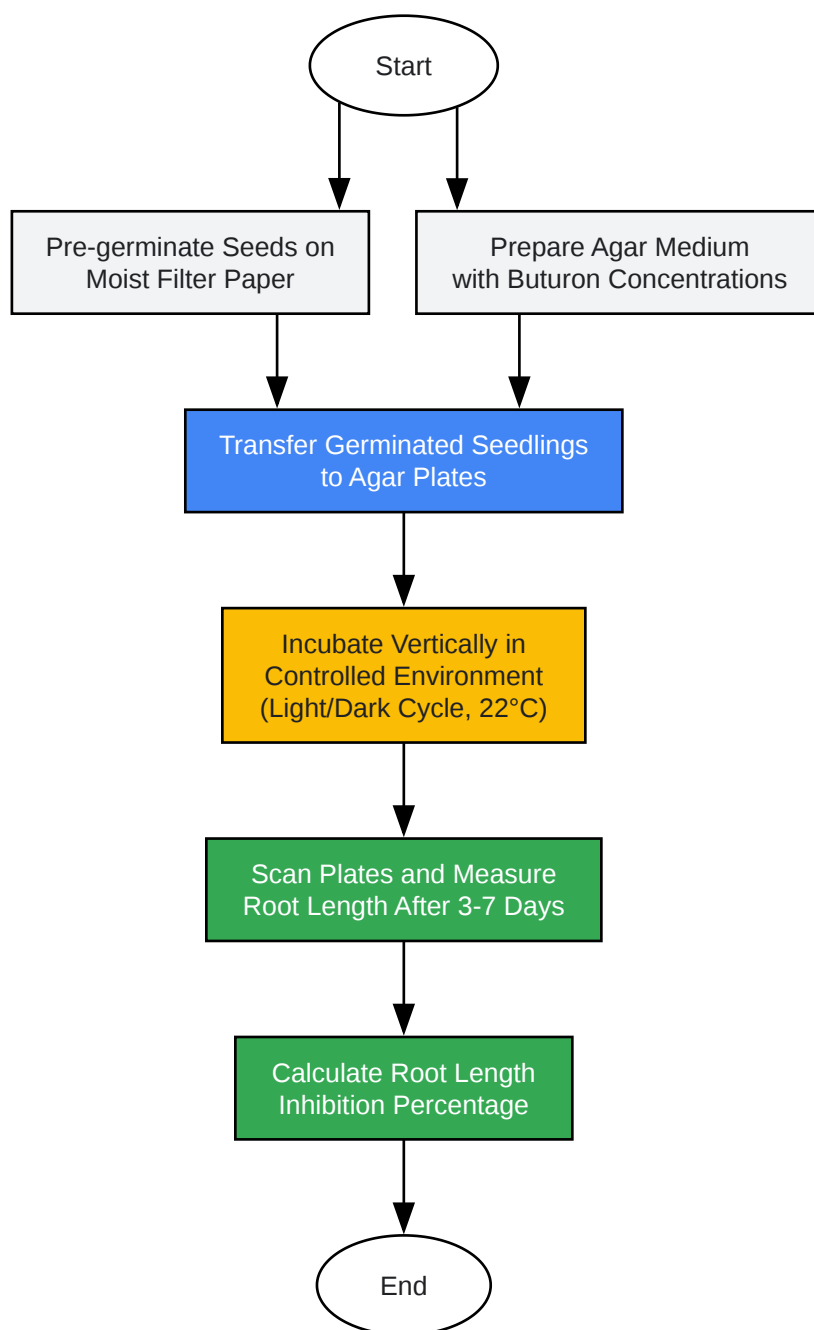 Start
Pre-germinate Seeds on
Moist Filter Paper
Prepare Agar Medium
with Buturon Concentrations
Transfer Germinated Seedlings
to Agar Plates
Incubate Vertically in
Controlled Environment
(Light/Dark Cycle, 22°C)
Scan Plates and Measure
Root Length After 3-7 Days
Calculate Root Length
Inhibition Percentage
End